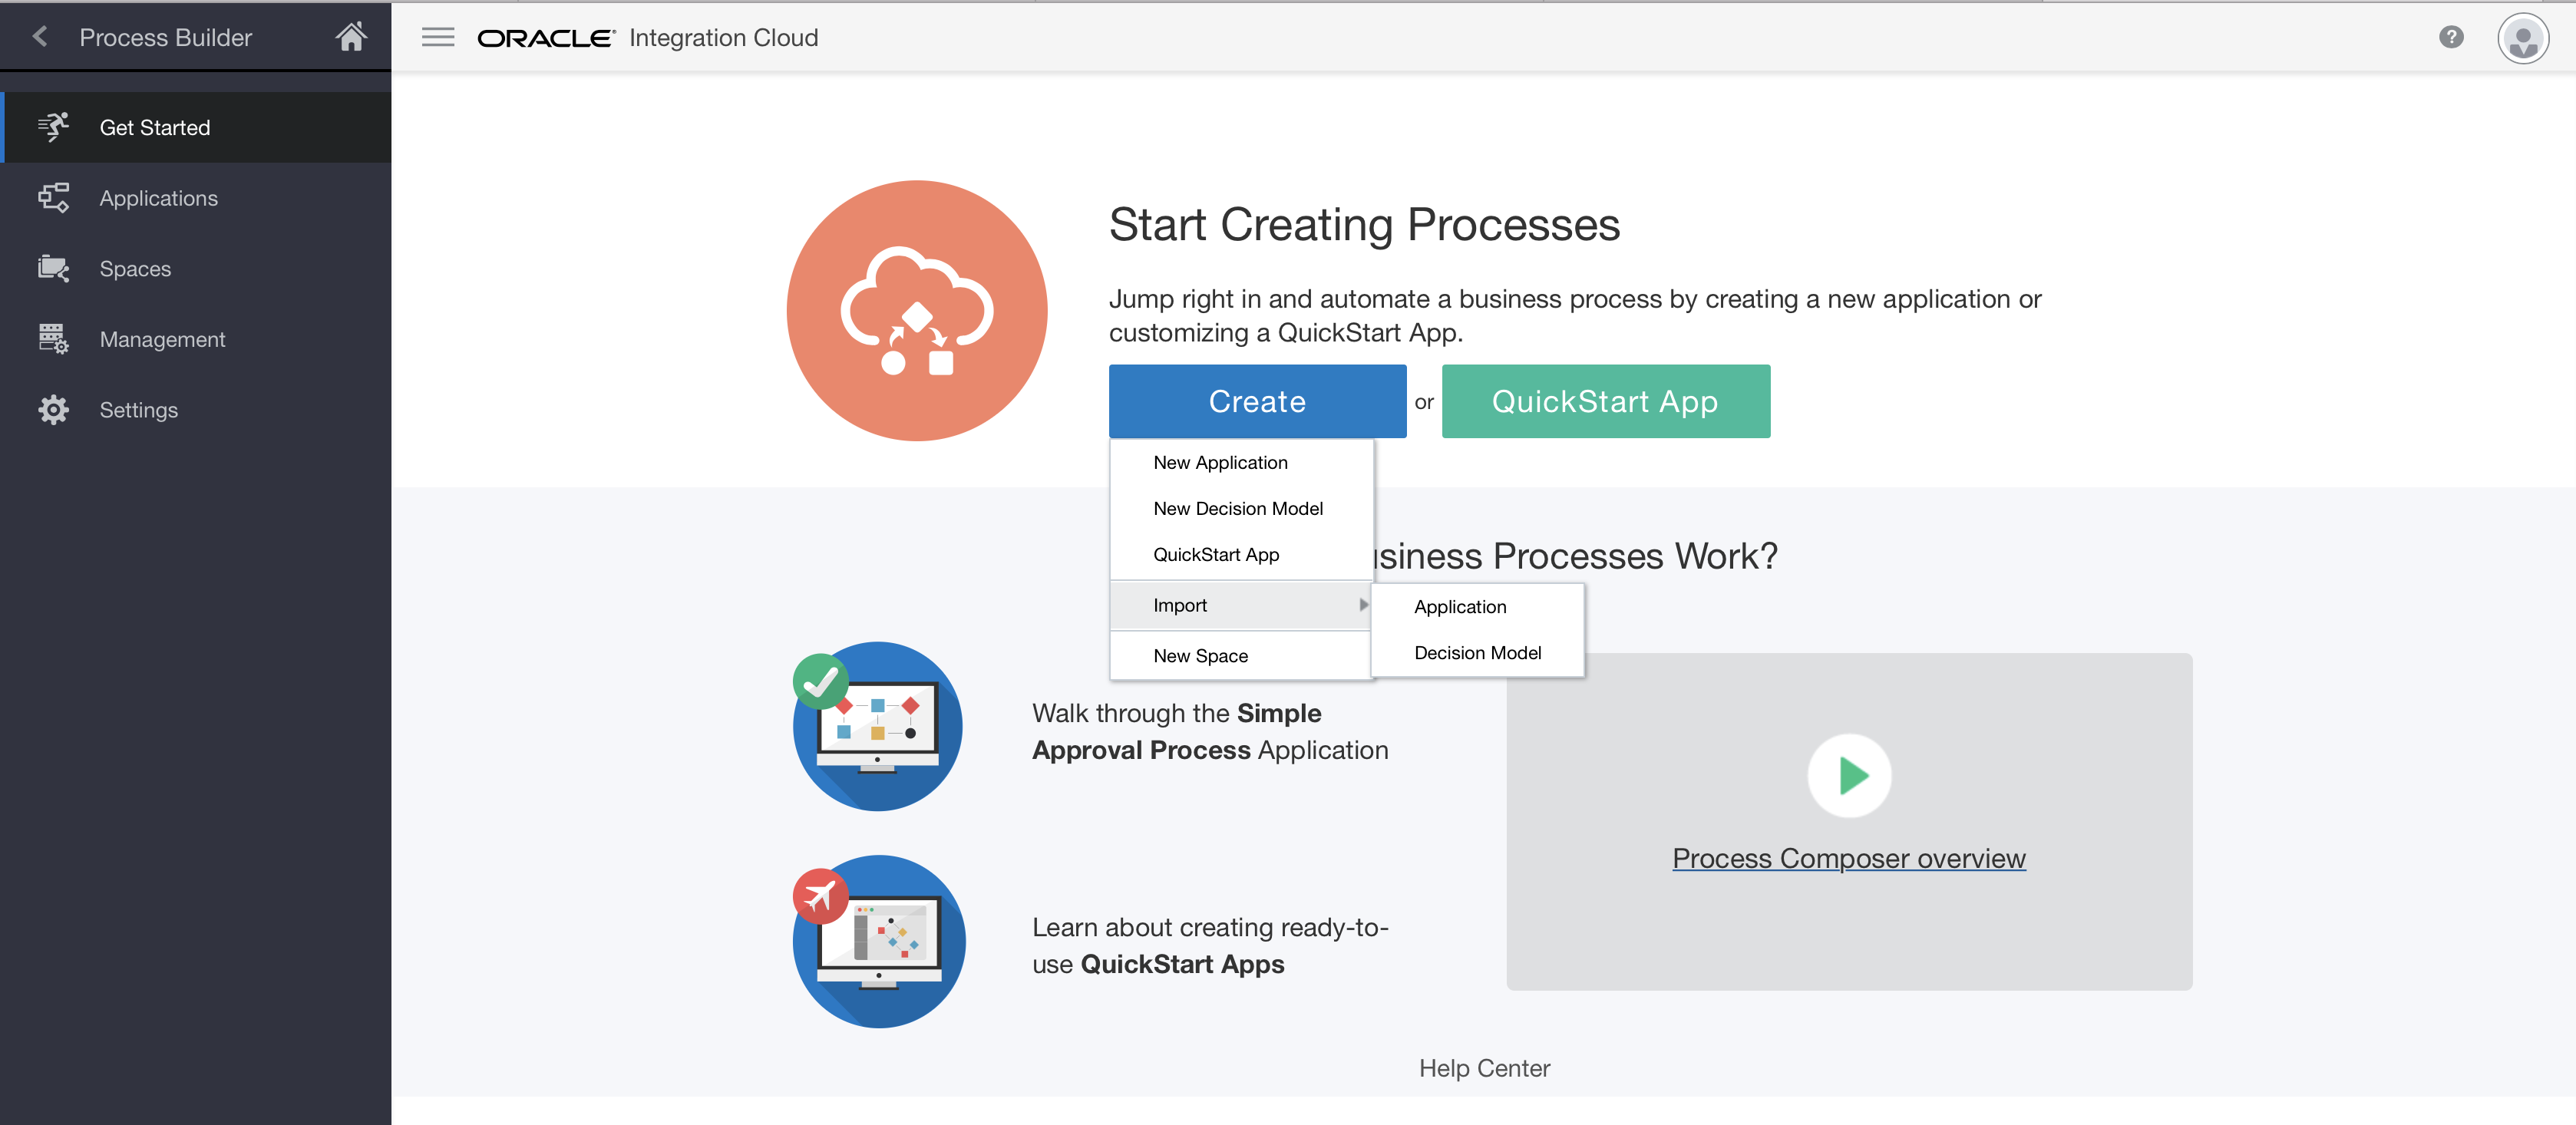 Process Builder
ORACLE Integration Cloud
?
Get Started
Applications
Spaces
Management
Settings
Start Creating Processes
Jump right in and automate a business process by creating a new application or
customizing a QuickStart App.
Create or QuickStart App
New Application
New Decision Model
QuickStart App
Import
New Space
Application
Decision Model
usiness Processes Work?
Walk through the Simple
Approval Process Application
Learn about creating ready-to-
use QuickStart Apps
Process Composer overview
Help Center